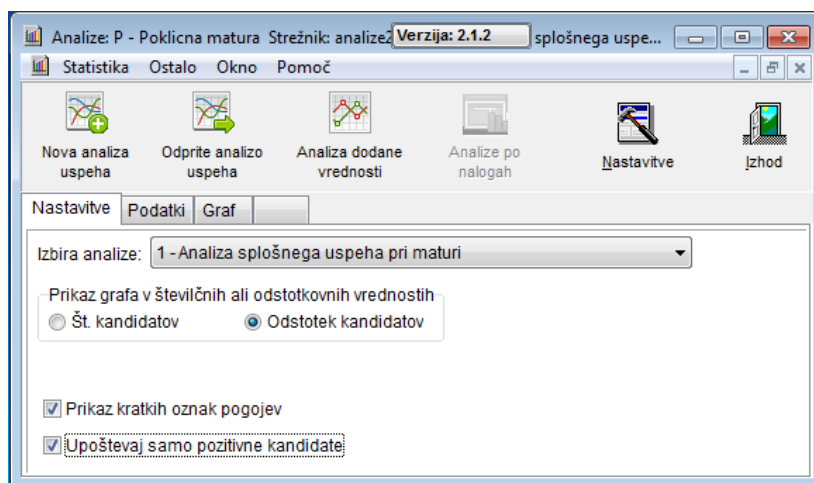 Analize: P - Poklicna matura Strežnik: analize2 Verzija: 2.1.2 splošnega uspe...
Statistika Ostalo Okno Pomoč
Nova analiza uspeha
Odprite analizo uspeha
Analiza dodane vrednosti
Analize po nalogah
Nastavitve
Izhod
Nastavitve Podatki Graf
Izbira analize: 1 - Analiza splošnega uspeha pri maturi
Prikaz grafa v številčnih ali odstotkovnih vrednostih
Št. kandidatov Odstotek kandidatov
Prikaz kratkih oznak pogojev
Upoštevaj samo pozitivne kandidate